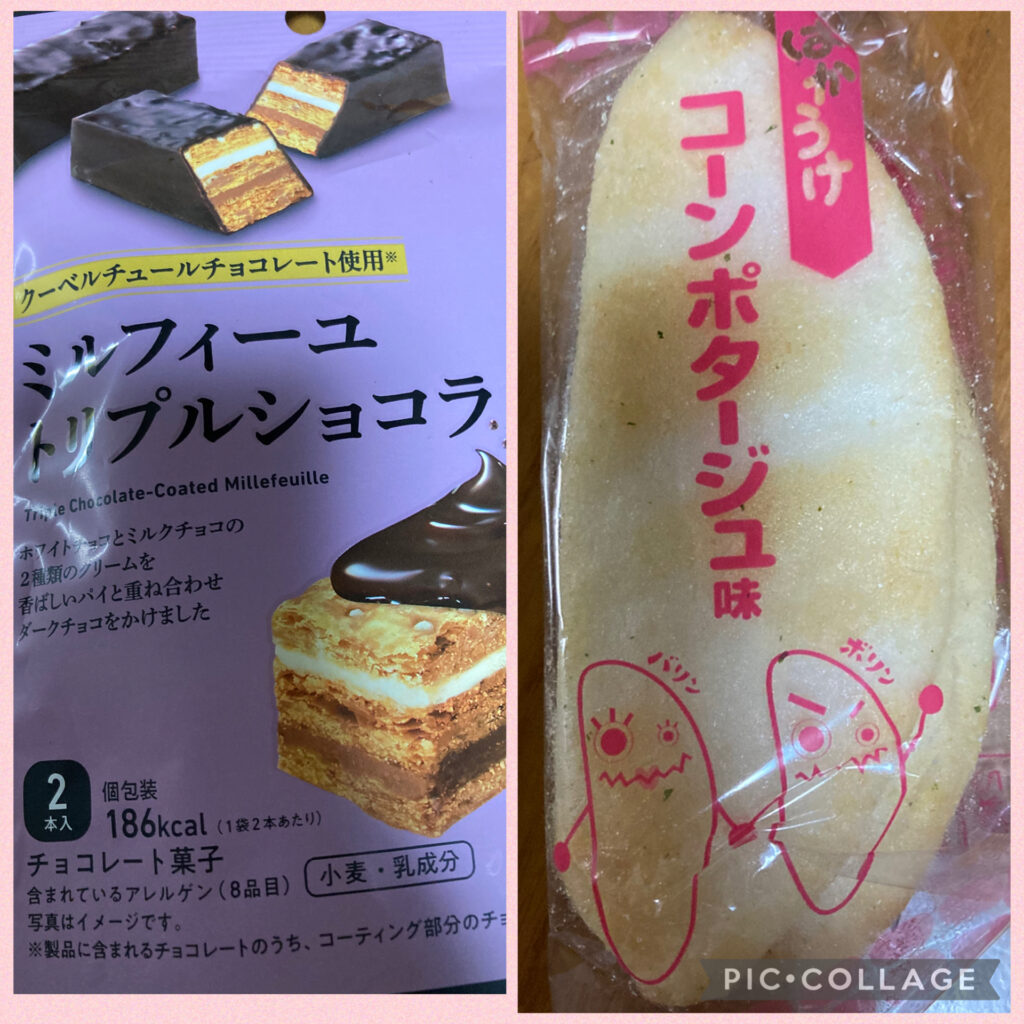 クーベルチュールチョコレート使用※
ミルフィーユ
トリプルショコラ
Triple Chocolate-Coated Millefeuille
ホワイトチョコとミルクチョコの
2種類のクリームを
香ばしいパイと重ね合わせ
ダークチョコをかけました
2
本入
個包装
186kcal（1袋2本あたり）
チョコレート菓子
含まれているアレルゲン（8品目）
小麦・乳成分
写真はイメージです。
※製品に含まれるチョコレートのうち、コーティング部分のチョ
ばかうけ
コーンポタージュ味
バリン
ボリン
PIC•COLLAGE